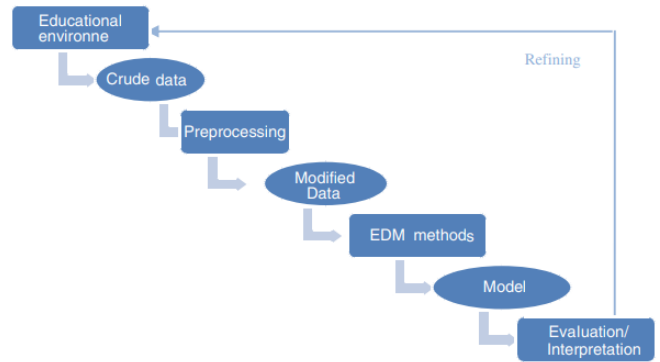 Educational
environne
Refining
Crude data
Preprocessing
Modified
Data
EDM methods
Model
Evaluation/
Interpretation